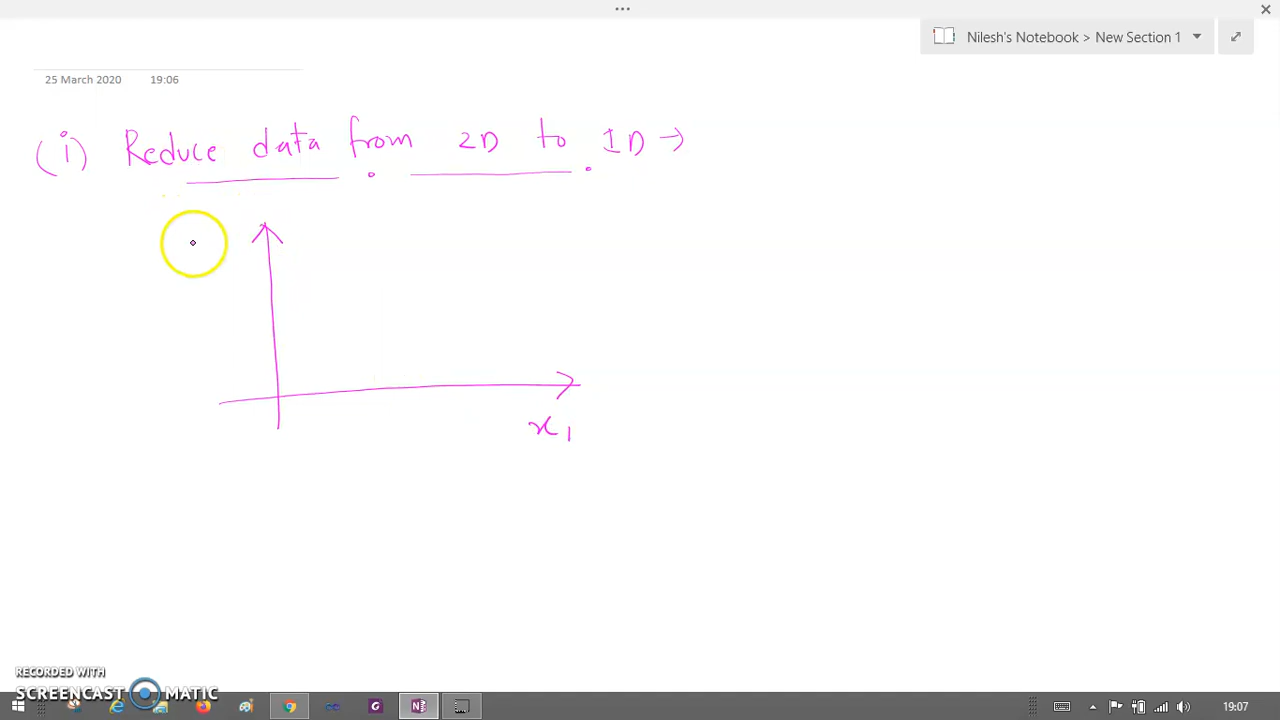 Nilesh's Notebook > New Section 1
25 March 2020 19:06
(i) Reduce data from 2D to 1D →
x1
RECORDED WITH
SCREENCAST MATIC
19:07